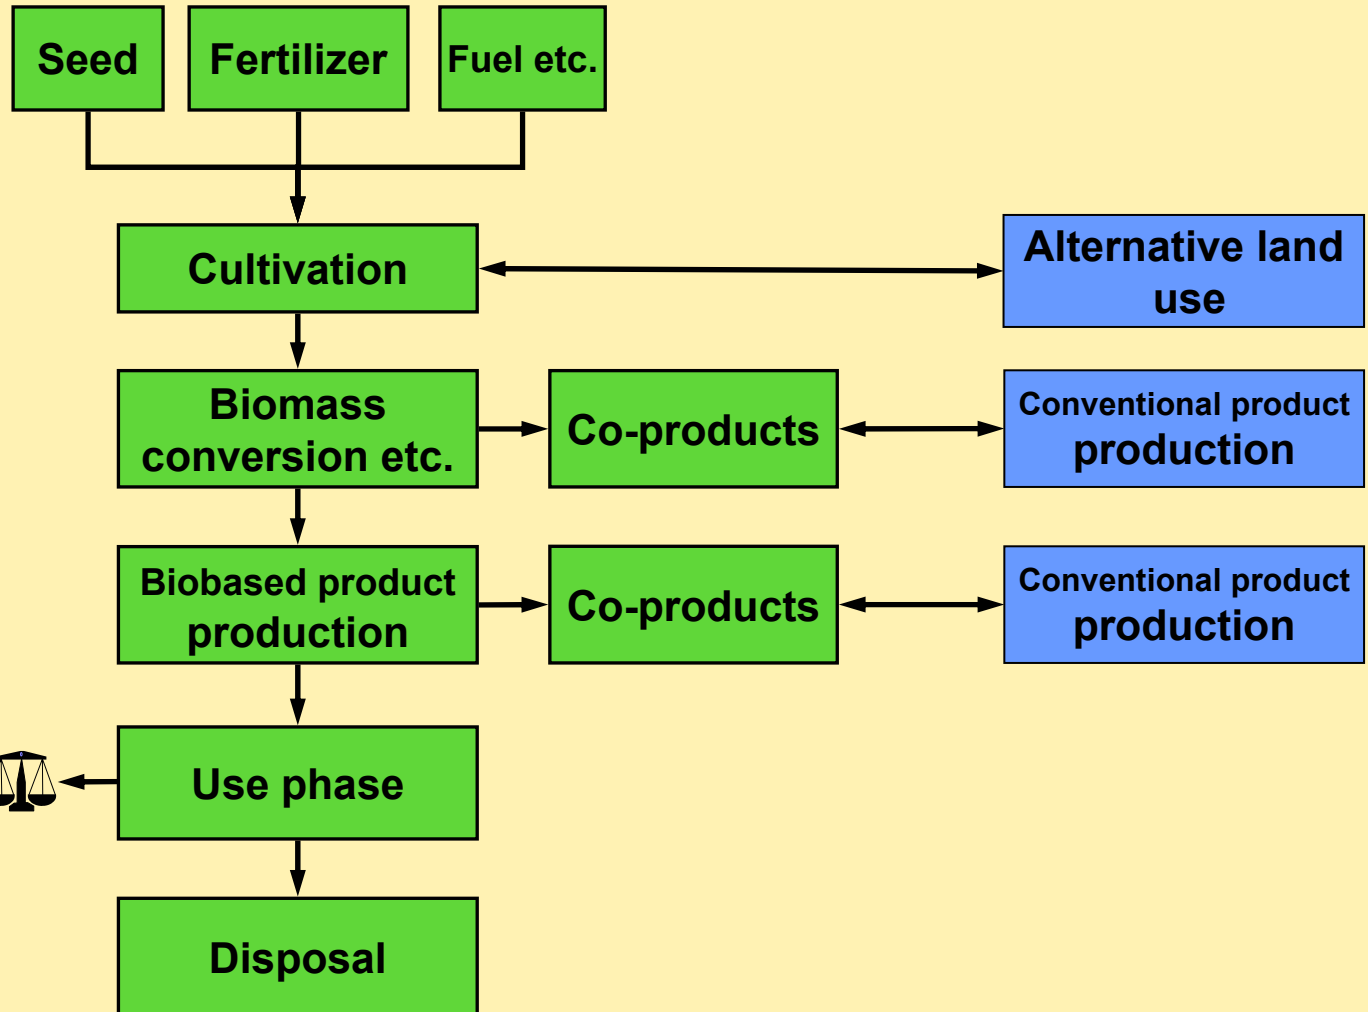 Seed
Fertilizer
Fuel etc.
Cultivation
Alternative land
use
Biomass
conversion etc.
Co-products
Conventional product
production
Biobased product
production
Co-products
Conventional product
production
Use phase
Disposal